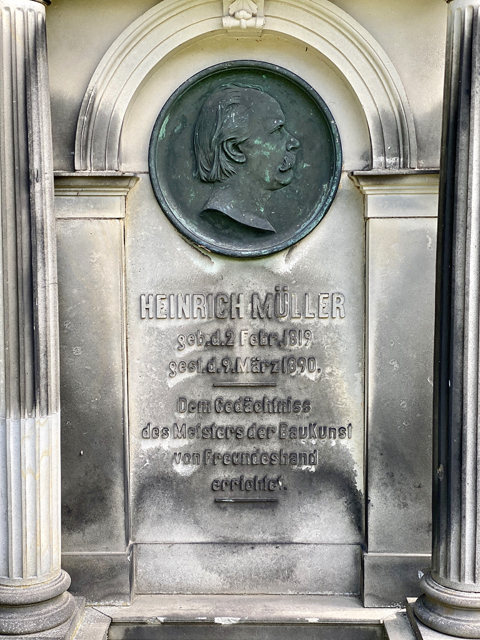 HEINRICH MÜLLER
geb. d. 2 Febr. 1819
gest. d. 9. März 1890.
Dem Gedächtniss
des Meisters der Baukunst
von Freundeshand
errichtet.